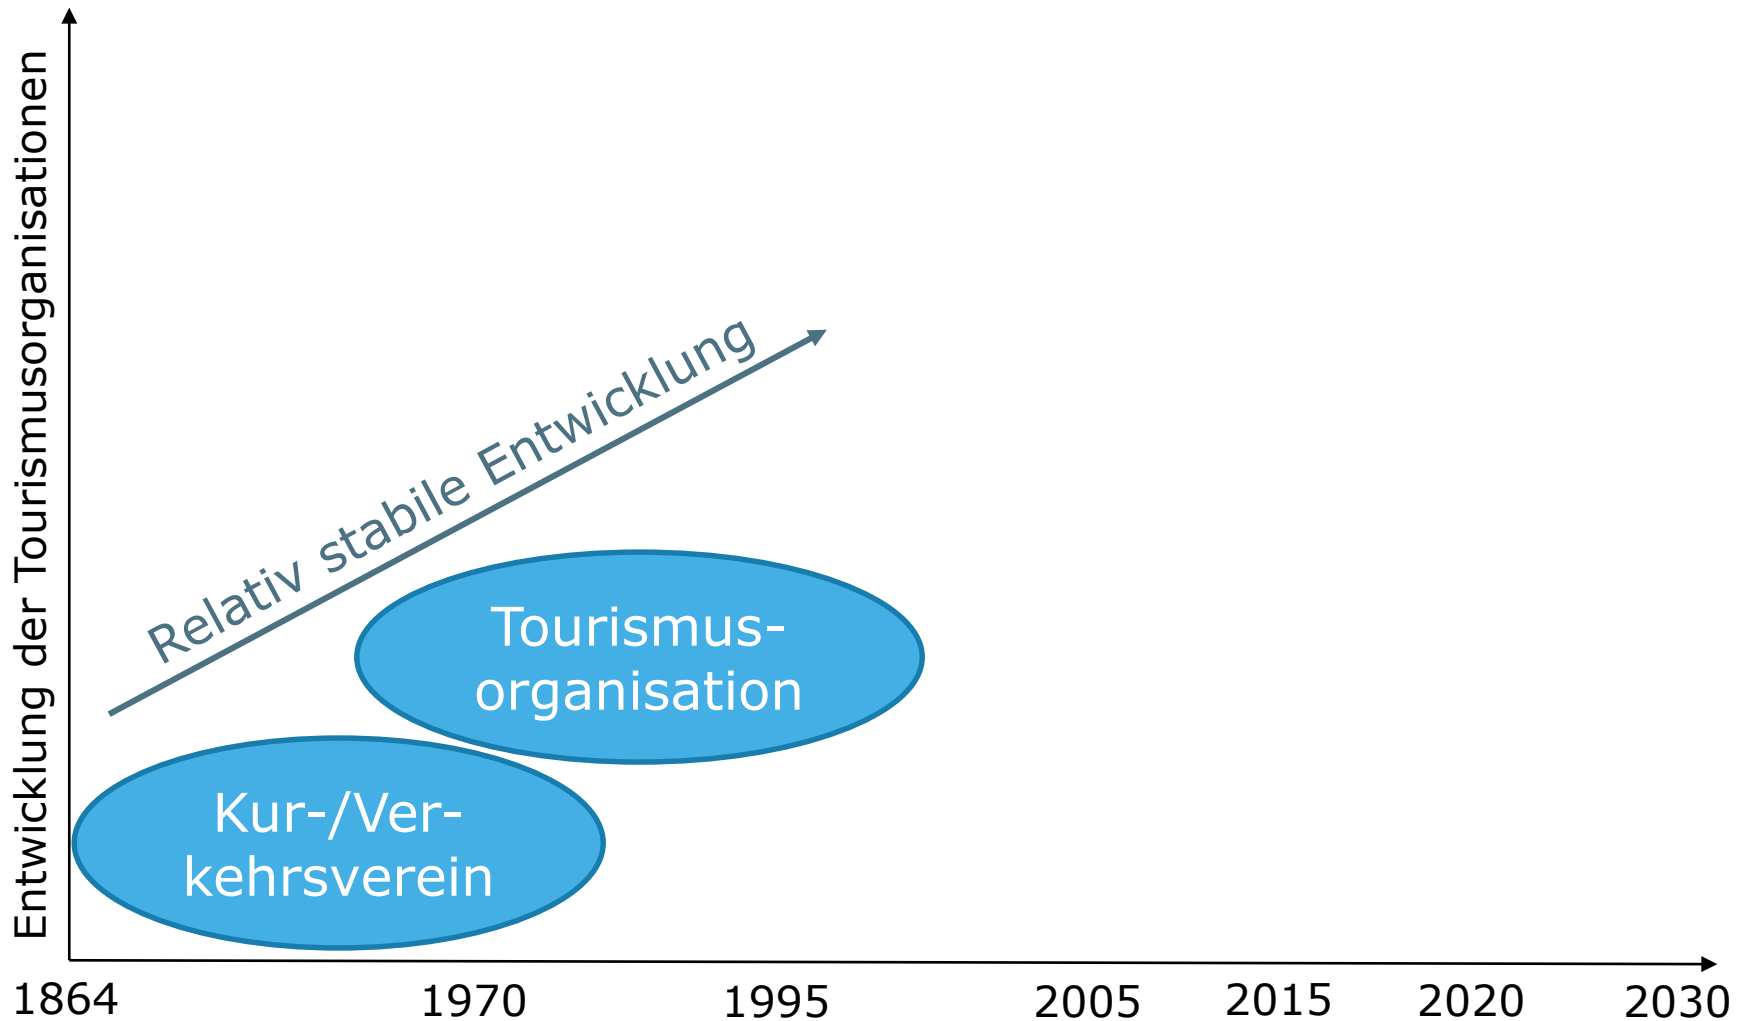 Entwicklung der Tourismusorganisationen
Relativ stabile Entwicklung
Tourismus-
organisation
Kur-/Ver-
kehrsverein
1864 1970 1995 2005 2015 2020 2030